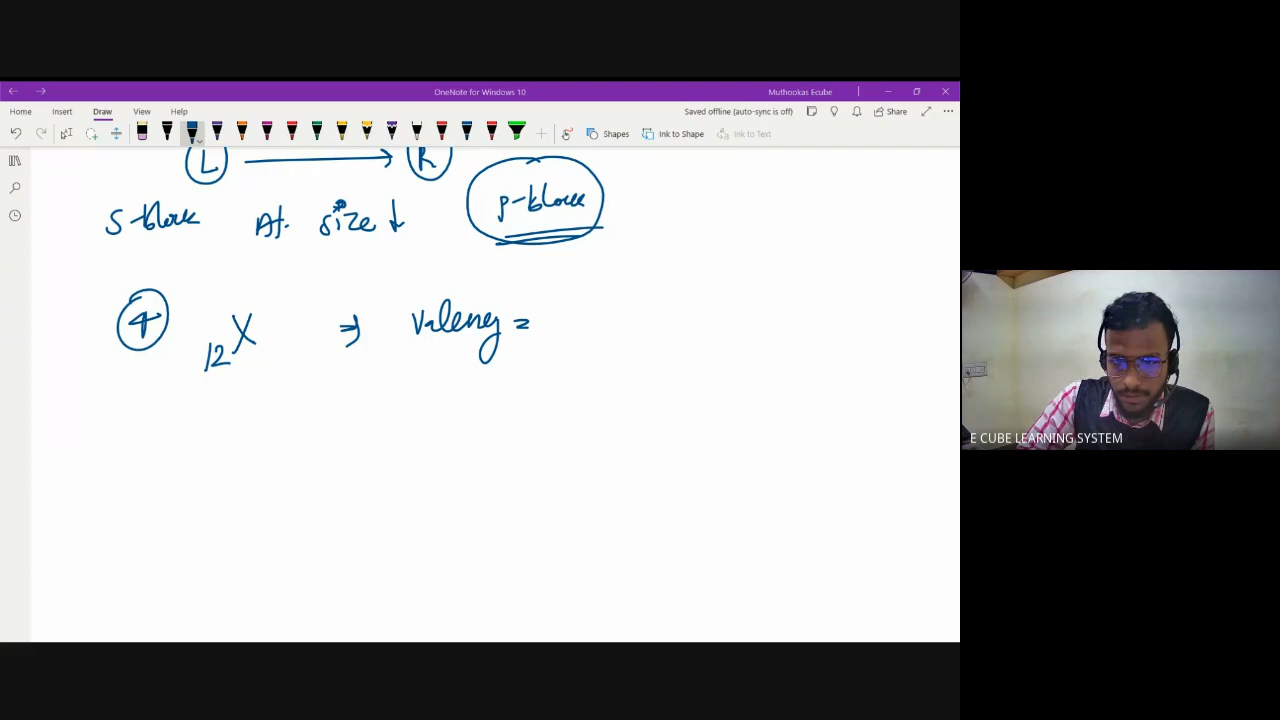 OneNote for Windows 10
Muthookas Ecube
Home Insert Draw View Help
Saved offline (auto-sync is off)
Share
Shapes
Ink to Shape
Ink to Text
L → R
S-block At. size ↓ p-block
4 12X ⇒ Valency =
E CUBE LEARNING SYSTEM